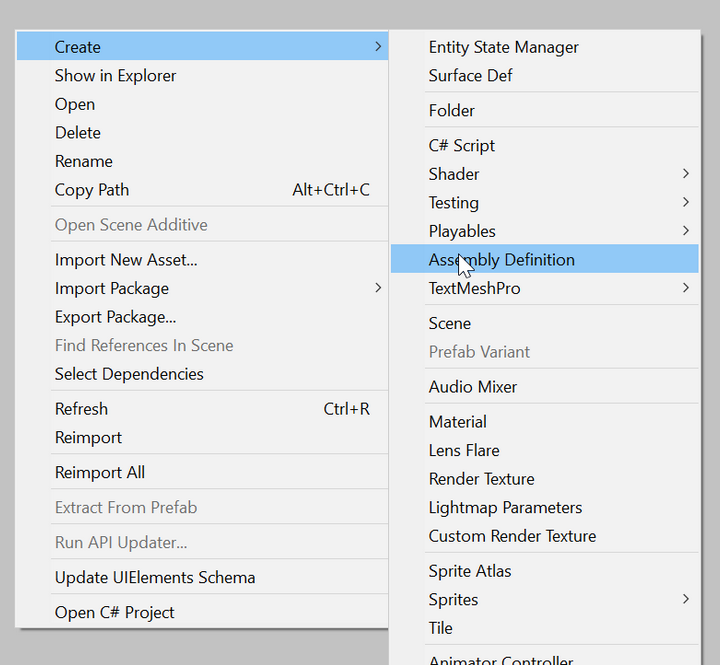 Create
Show in Explorer
Open
Delete
Rename
Copy Path Alt+Ctrl+C
Open Scene Additive
Import New Asset...
Import Package
Export Package...
Find References In Scene
Select Dependencies
Refresh Ctrl+R
Reimport
Reimport All
Extract From Prefab
Run API Updater...
Update UIElements Schema
Open C# Project
Entity State Manager
Surface Def
Folder
C# Script
Shader
Testing
Playables
Assembly Definition
TextMeshPro
Scene
Prefab Variant
Audio Mixer
Material
Lens Flare
Render Texture
Lightmap Parameters
Custom Render Texture
Sprite Atlas
Sprites
Tile
Animator Controller